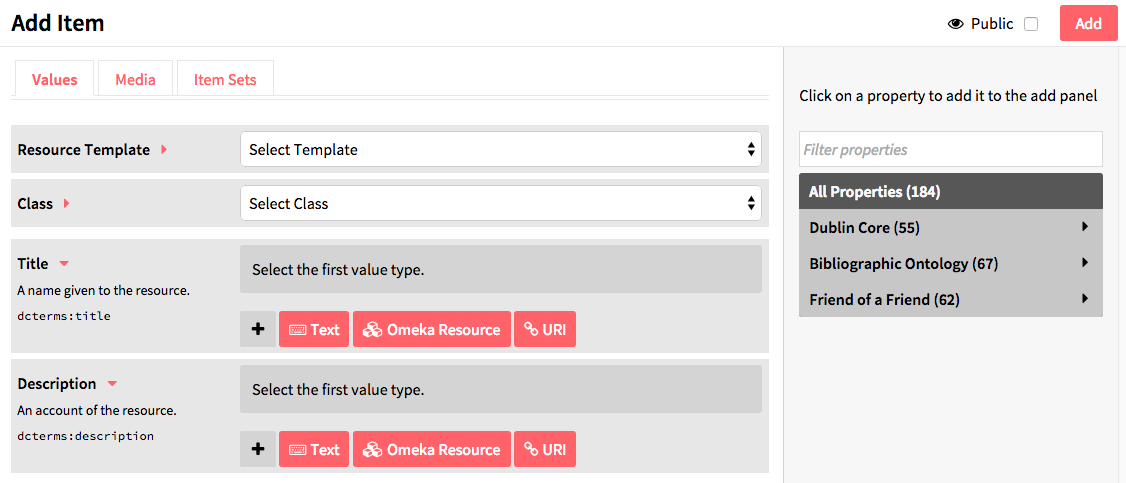 Add Item
Public
Add
Values
Media
Item Sets
Resource Template
Select Template
Class
Select Class
Title
A name given to the resource.
dcterms:title
Select the first value type.
+ Text Omeka Resource URI
Description
An account of the resource.
dcterms:description
Select the first value type.
+ Text Omeka Resource URI
Click on a property to add it to the add panel
Filter properties
All Properties (184)
Dublin Core (55)
Bibliographic Ontology (67)
Friend of a Friend (62)